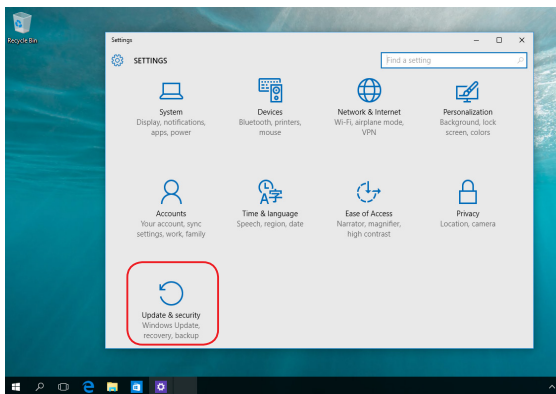 Recycle Bin
Settings
SETTINGS
Find a setting
System
Display, notifications,
apps, power
Devices
Bluetooth, printers,
mouse
Network & Internet
Wi-Fi, airplane mode,
VPN
Personalization
Background, lock
screen, colors
Accounts
Your account, sync
settings, work, family
Time & language
Speech, region, date
Ease of Access
Narrator, magnifier,
high contrast
Privacy
Location, camera
Update & security
Windows Update,
recovery, backup